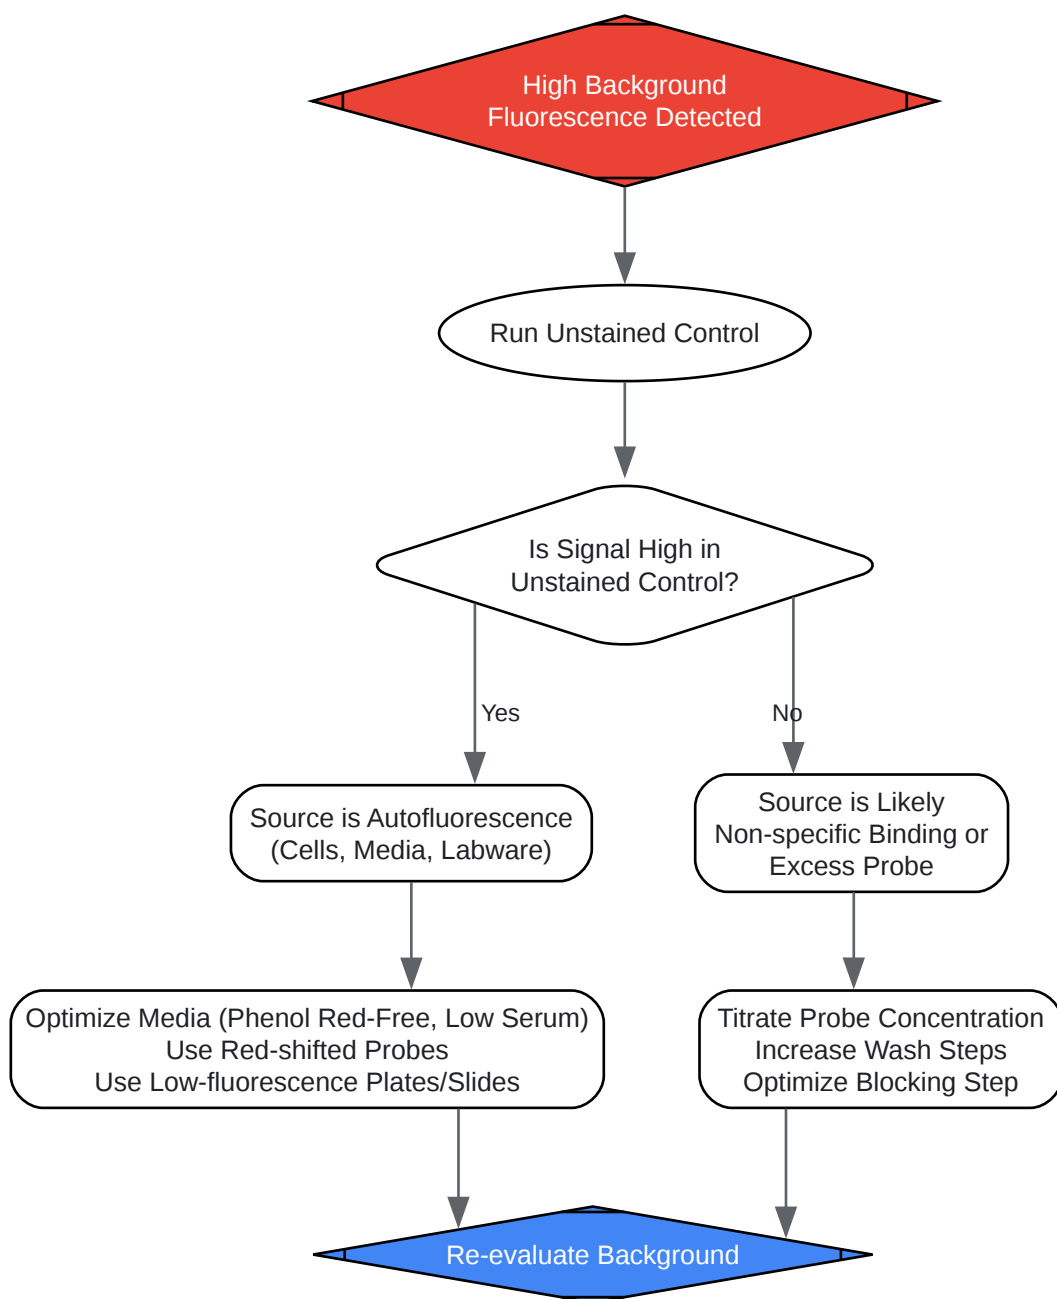 High Background
Fluorescence Detected
Run Unstained Control
Is Signal High in
Unstained Control?
Yes
No
Source is Autofluorescence
(Cells, Media, Labware)
Source is Likely
Non-specific Binding or
Excess Probe
Optimize Media (Phenol Red-Free, Low Serum)
Use Red-shifted Probes
Use Low-fluorescence Plates/Slides
Titrate Probe Concentration
Increase Wash Steps
Optimize Blocking Step
Re-evaluate Background